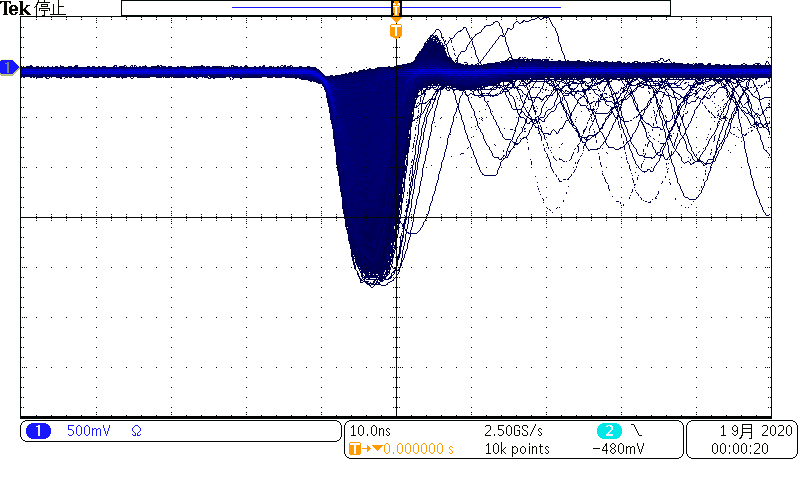 Tek 停止
T
T
1
1 500mV Ω
10.0ns 2.50GS/s 2
T→▼0.000000 s 10k points −480mV
1 9月 2020
00:00:20